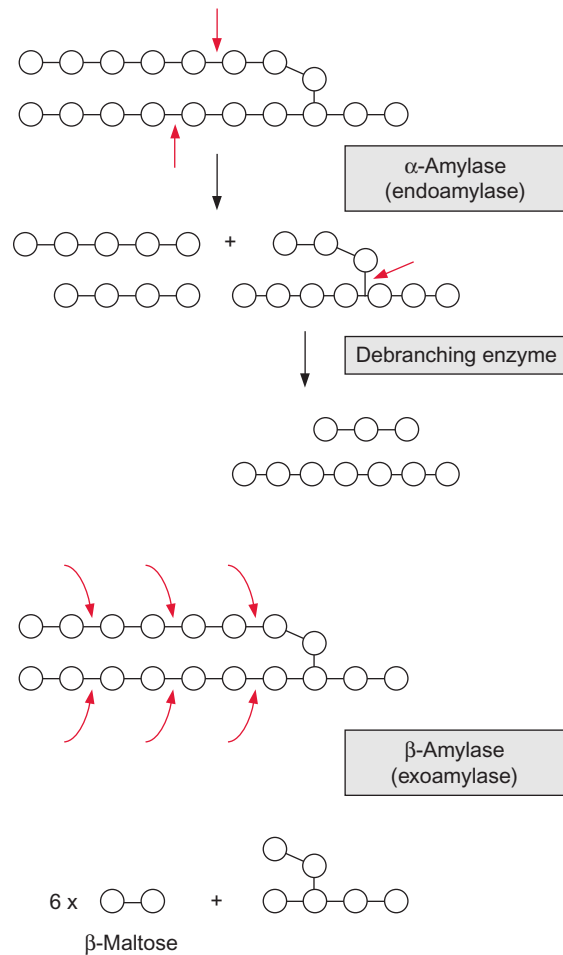 α-Amylase
(endoamylase)
+
Debranching enzyme
β-Amylase
(exoamylase)
6 x
+
β-Maltose